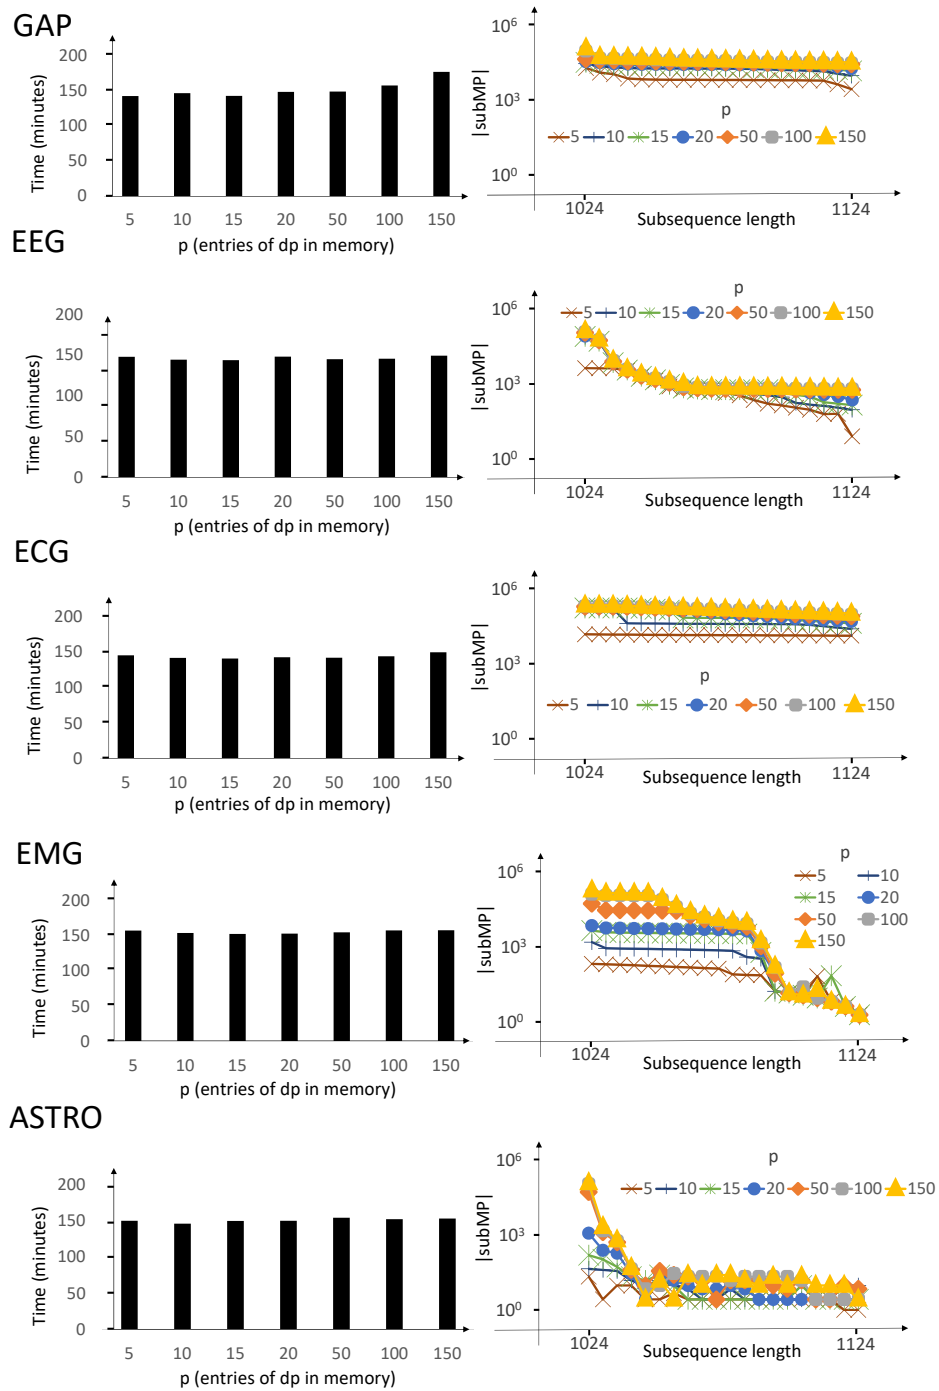 GAP
Time (minutes)
200
150
100
50
0
5 10 15 20 50 100 150
p (entries of dp in memory)
|subMP|
10⁶
10³
10⁰
p
5 10 15 20 50 100 150
1024 1124
Subsequence length
EEG
Time (minutes)
200
150
100
50
0
5 10 15 20 50 100 150
p (entries of dp in memory)
|subMP|
10⁶
10³
10⁰
p
5 10 15 20 50 100 150
1024 1124
Subsequence length
ECG
Time (minutes)
200
150
100
50
0
5 10 15 20 50 100 150
p (entries of dp in memory)
|subMP|
10⁶
10³
10⁰
p
5 10 15 20 50 100 150
1024 1124
Subsequence length
EMG
Time (minutes)
200
150
100
50
0
5 10 15 20 50 100 150
p (entries of dp in memory)
|subMP|
10⁶
10³
10⁰
p
5 10
15 20
50 100
150
1024 1124
Subsequence length
ASTRO
Time (minutes)
200
150
100
50
0
5 10 15 20 50 100 150
p (entries of dp in memory)
|subMP|
10⁶
10³
10⁰
p
5 10 15 20 50 100 150
1024 1124
Subsequence length